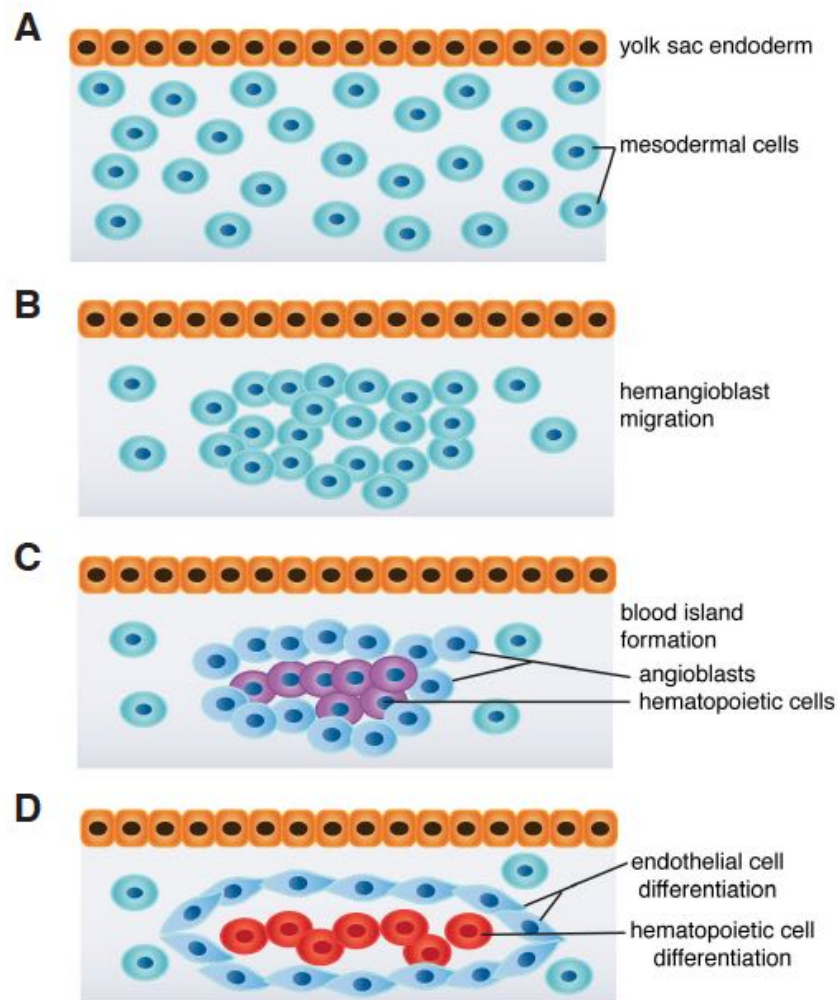 A
yolk sac endoderm
mesodermal cells
B
hemangioblast
migration
C
blood island
formation
angioblasts
hematopoietic cells
D
endothelial cell
differentiation
hematopoietic cell
differentiation